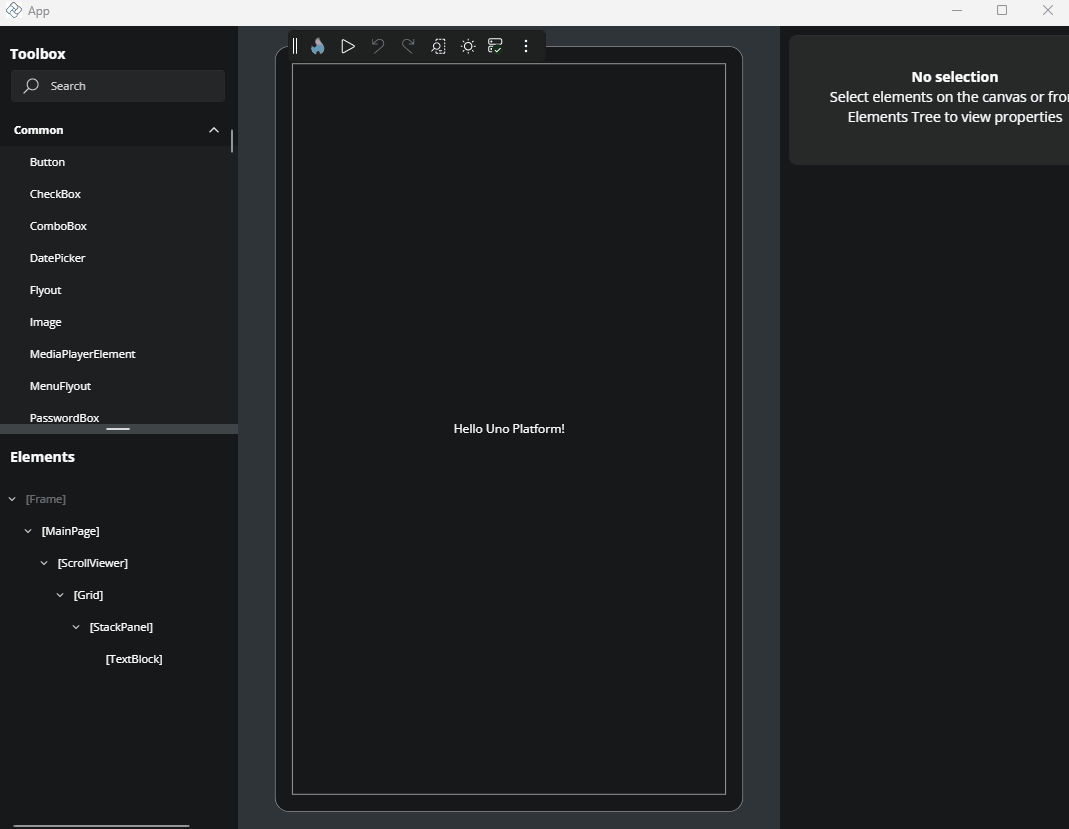 App
Toolbox
Search
Common
Button
CheckBox
ComboBox
DatePicker
Flyout
Image
MediaPlayerElement
MenuFlyout
PasswordBox
Elements
[Frame]
[MainPage]
[ScrollViewer]
[Grid]
[StackPanel]
[TextBlock]
Hello Uno Platform!
No selection
Select elements on the canvas or fro
Elements Tree to view properties